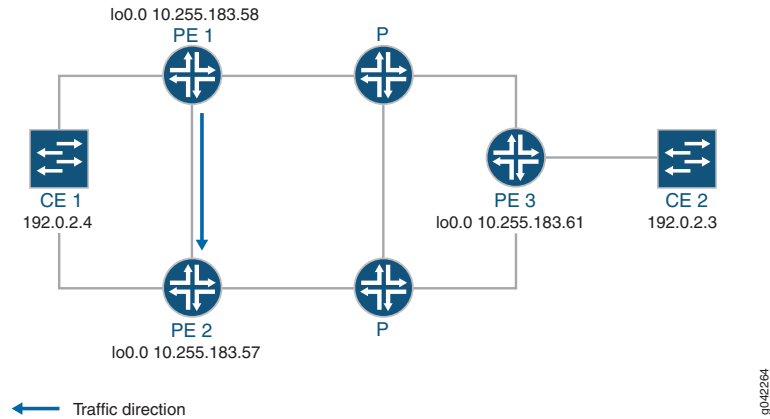 lo0.0 10.255.183.58
PE 1
P
CE 1
192.0.2.4
PE 3
lo0.0 10.255.183.61
CE 2
192.0.2.3
PE 2
lo0.0 10.255.183.57
P
Traffic direction
g042264